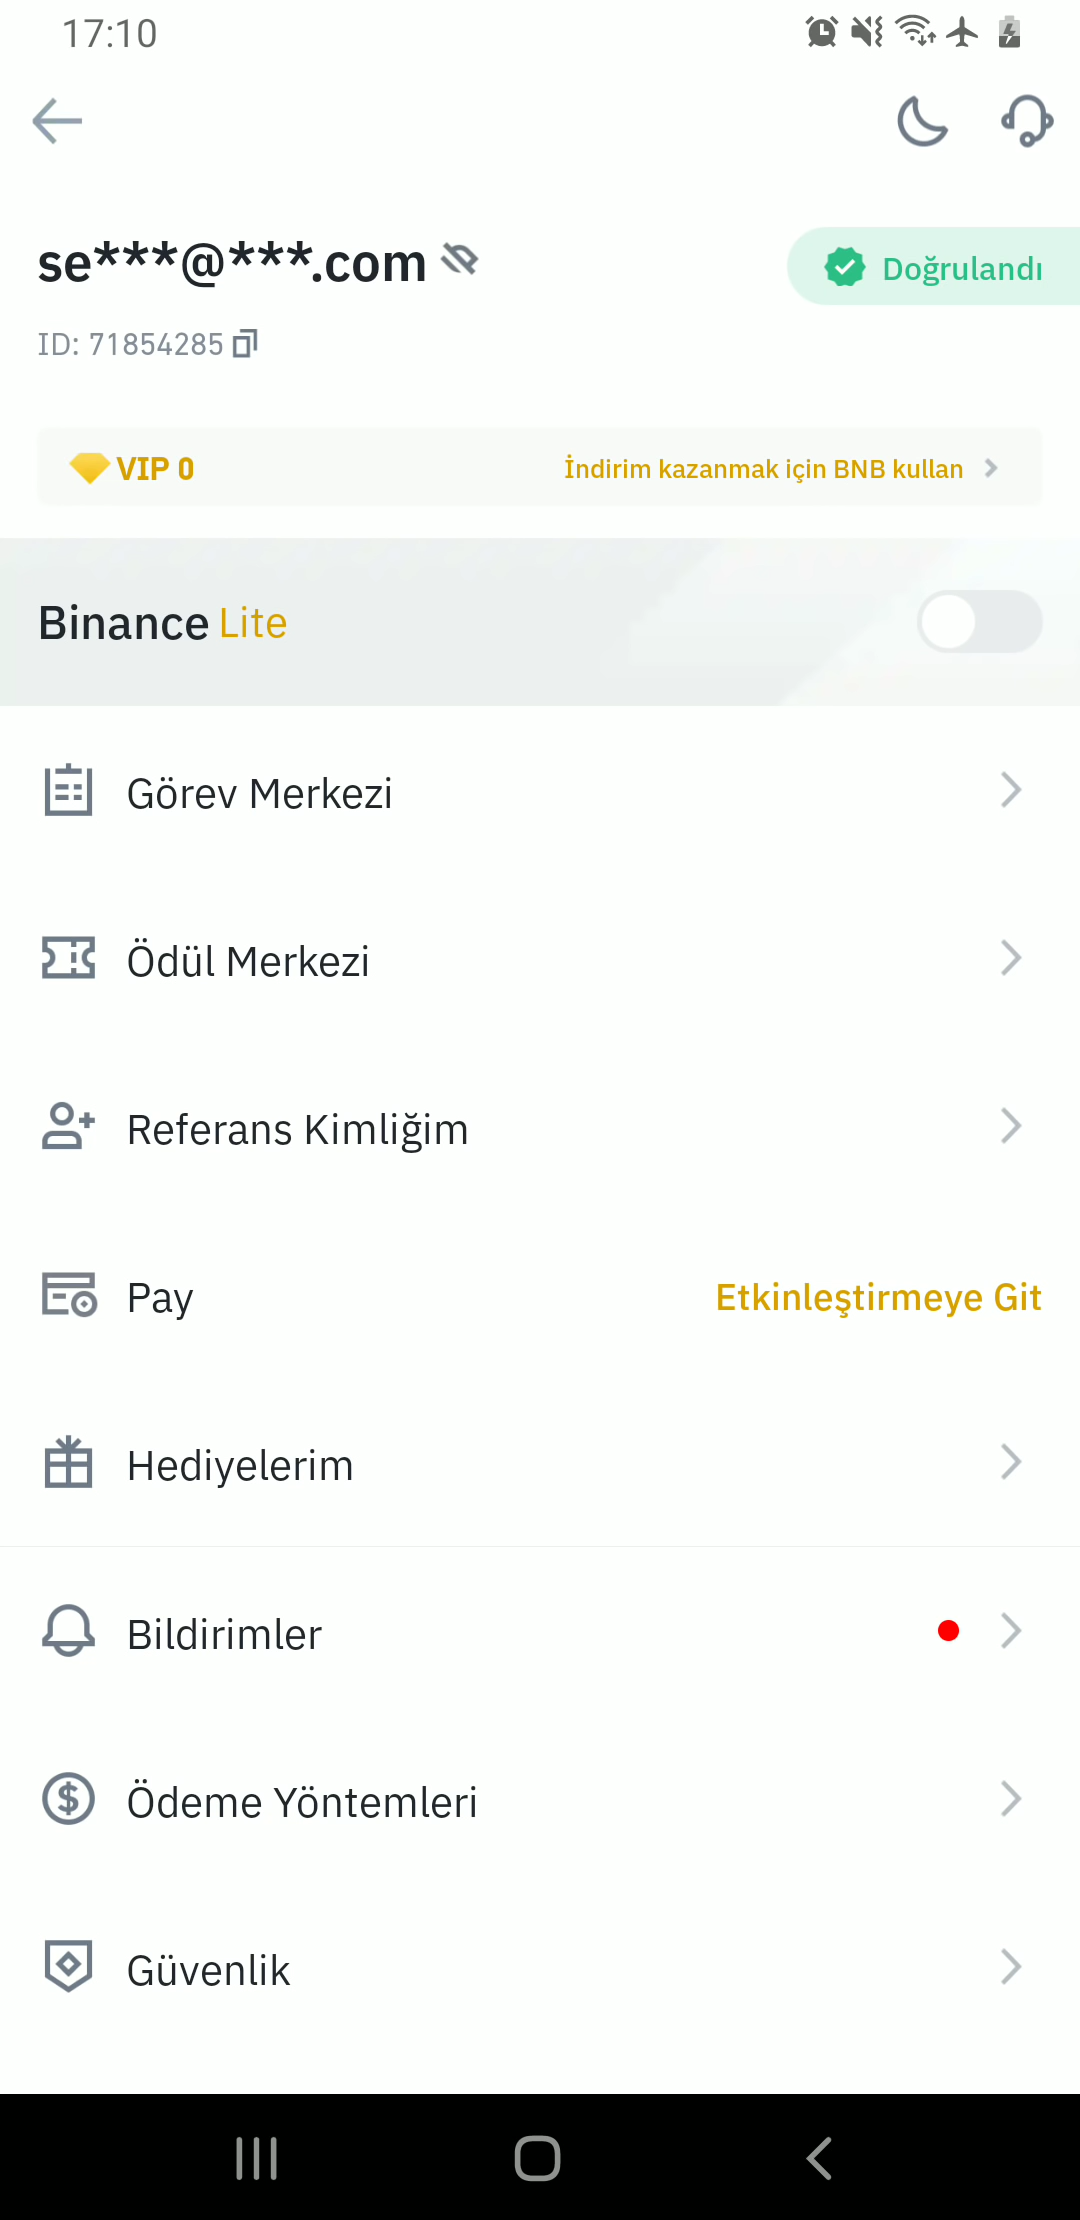 17:10
se***@***.com
Doğrulandı
ID: 71854285
VIP 0
İndirim kazanmak için BNB kullan
Binance Lite
Görev Merkezi
Ödül Merkezi
Referans Kimliğim
Pay
Etkinleştirmeye Git
Hediyelerim
Bildirimler
Ödeme Yöntemleri
Güvenlik